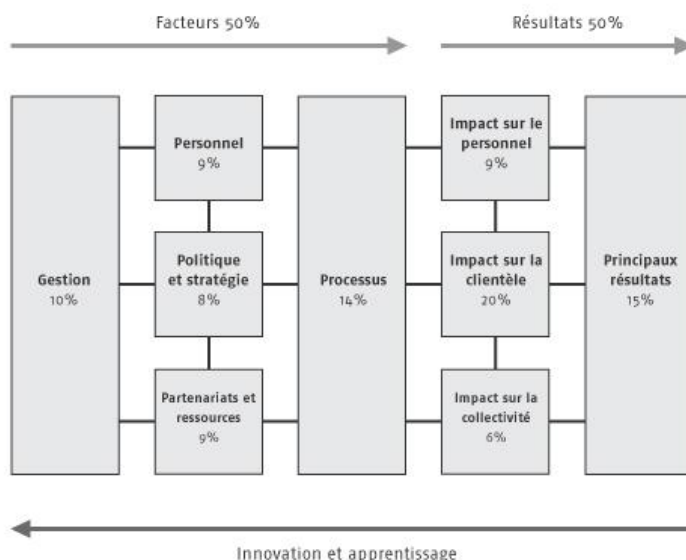 Facteurs 50%
Résultats 50%
Gestion
10%
Personnel
9%
Politique
et stratégie
8%
Partenariats et
ressources
9%
Processus
14%
Impact sur le
personnel
9%
Impact sur la
clientèle
20%
Impact sur la
collectivité
6%
Principaux
résultats
15%
Innovation et apprentissage